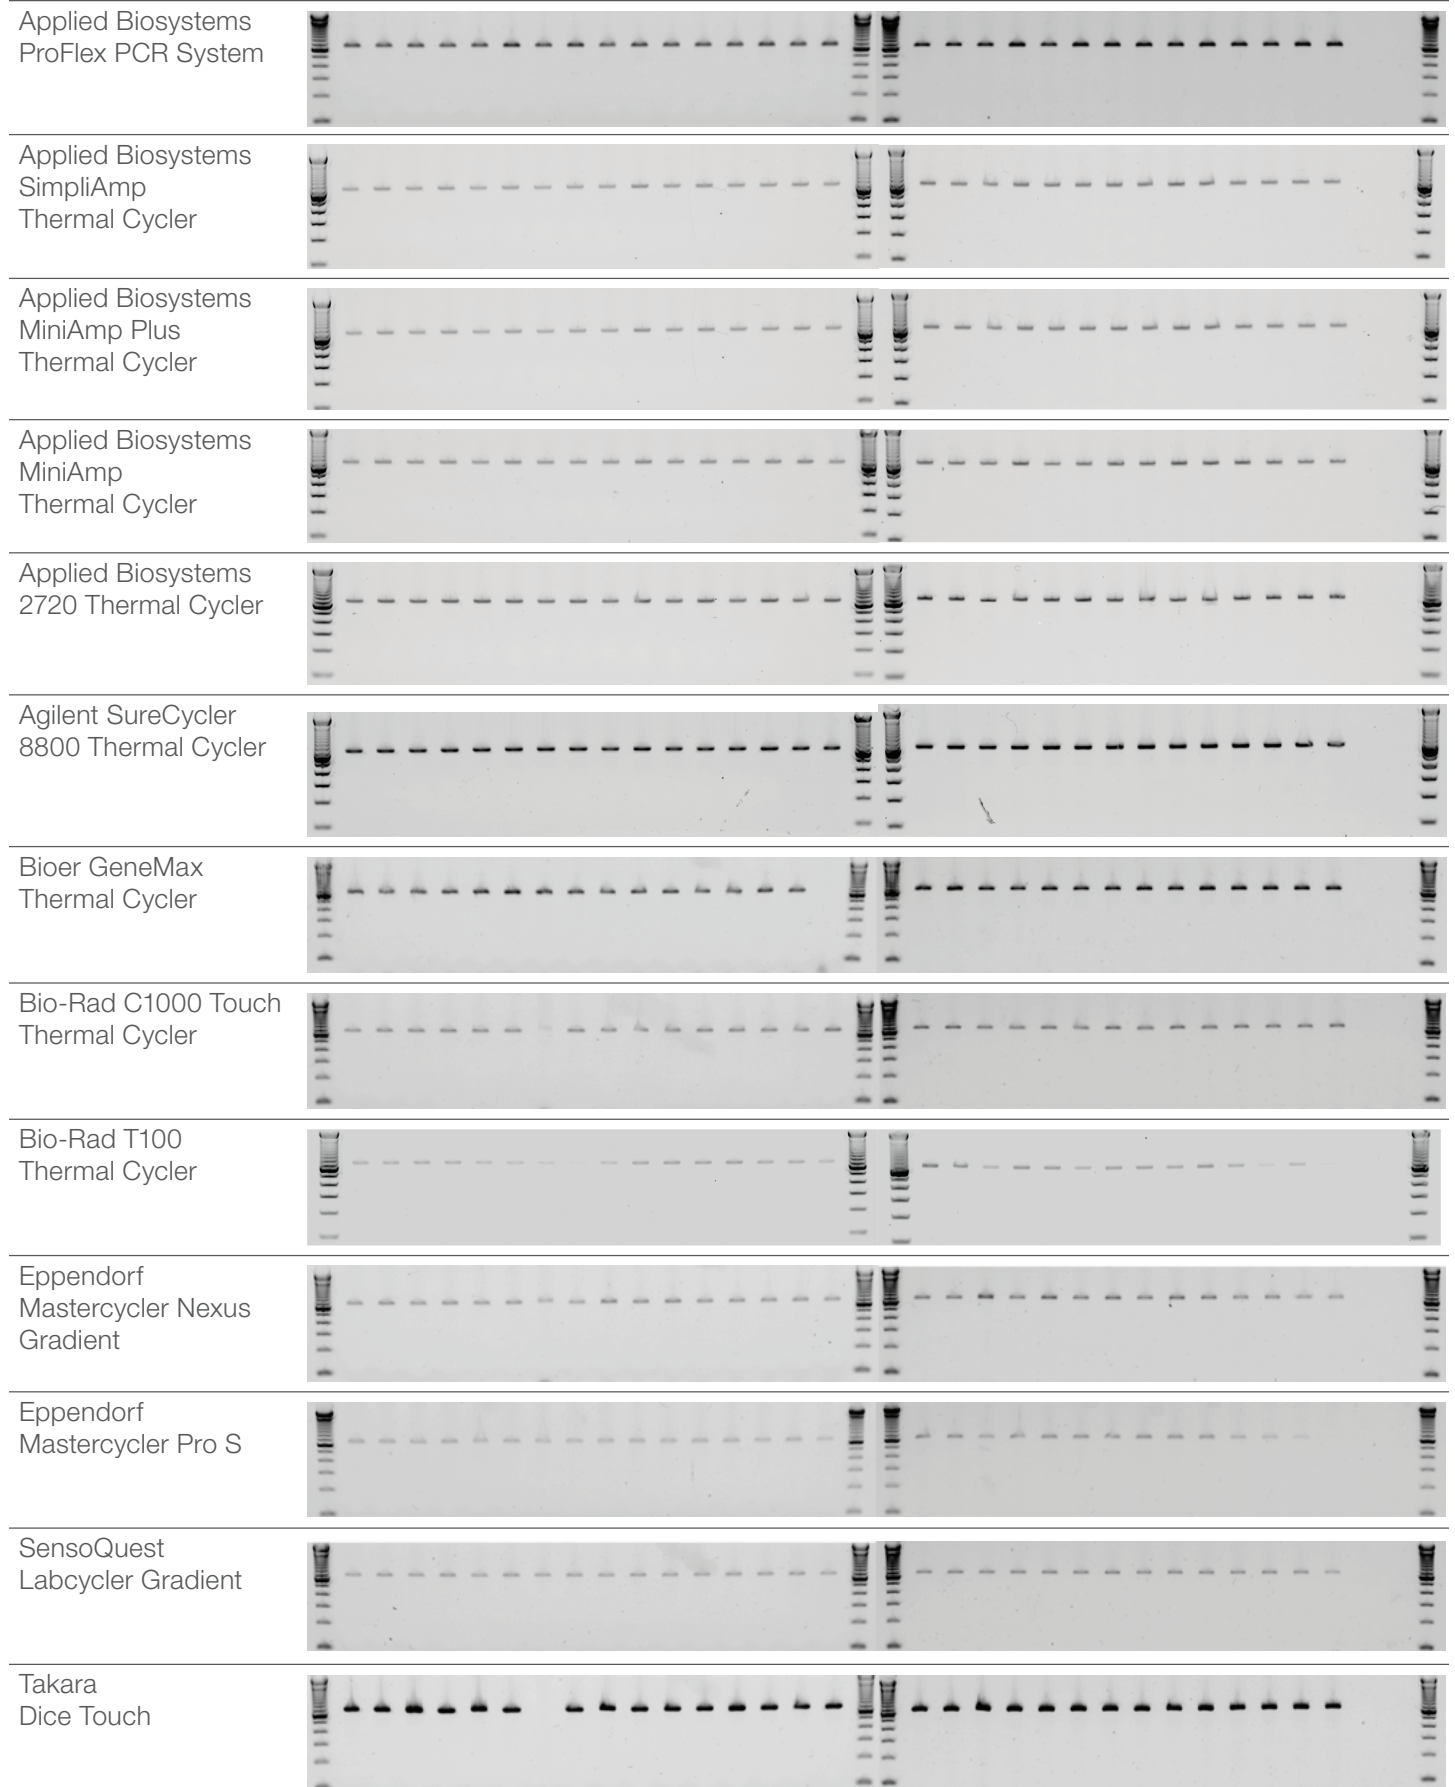 Applied Biosystems
ProFlex PCR System
Applied Biosystems
SimpliAmp
Thermal Cycler
Applied Biosystems
MiniAmp Plus
Thermal Cycler
Applied Biosystems
MiniAmp
Thermal Cycler
Applied Biosystems
2720 Thermal Cycler
Agilent SureCycler
8800 Thermal Cycler
Bioer GeneMax
Thermal Cycler
Bio-Rad C1000 Touch
Thermal Cycler
Bio-Rad T100
Thermal Cycler
Eppendorf
Mastercycler Nexus
Gradient
Eppendorf
Mastercycler Pro S
SensoQuest
Labcycler Gradient
Takara
Dice Touch